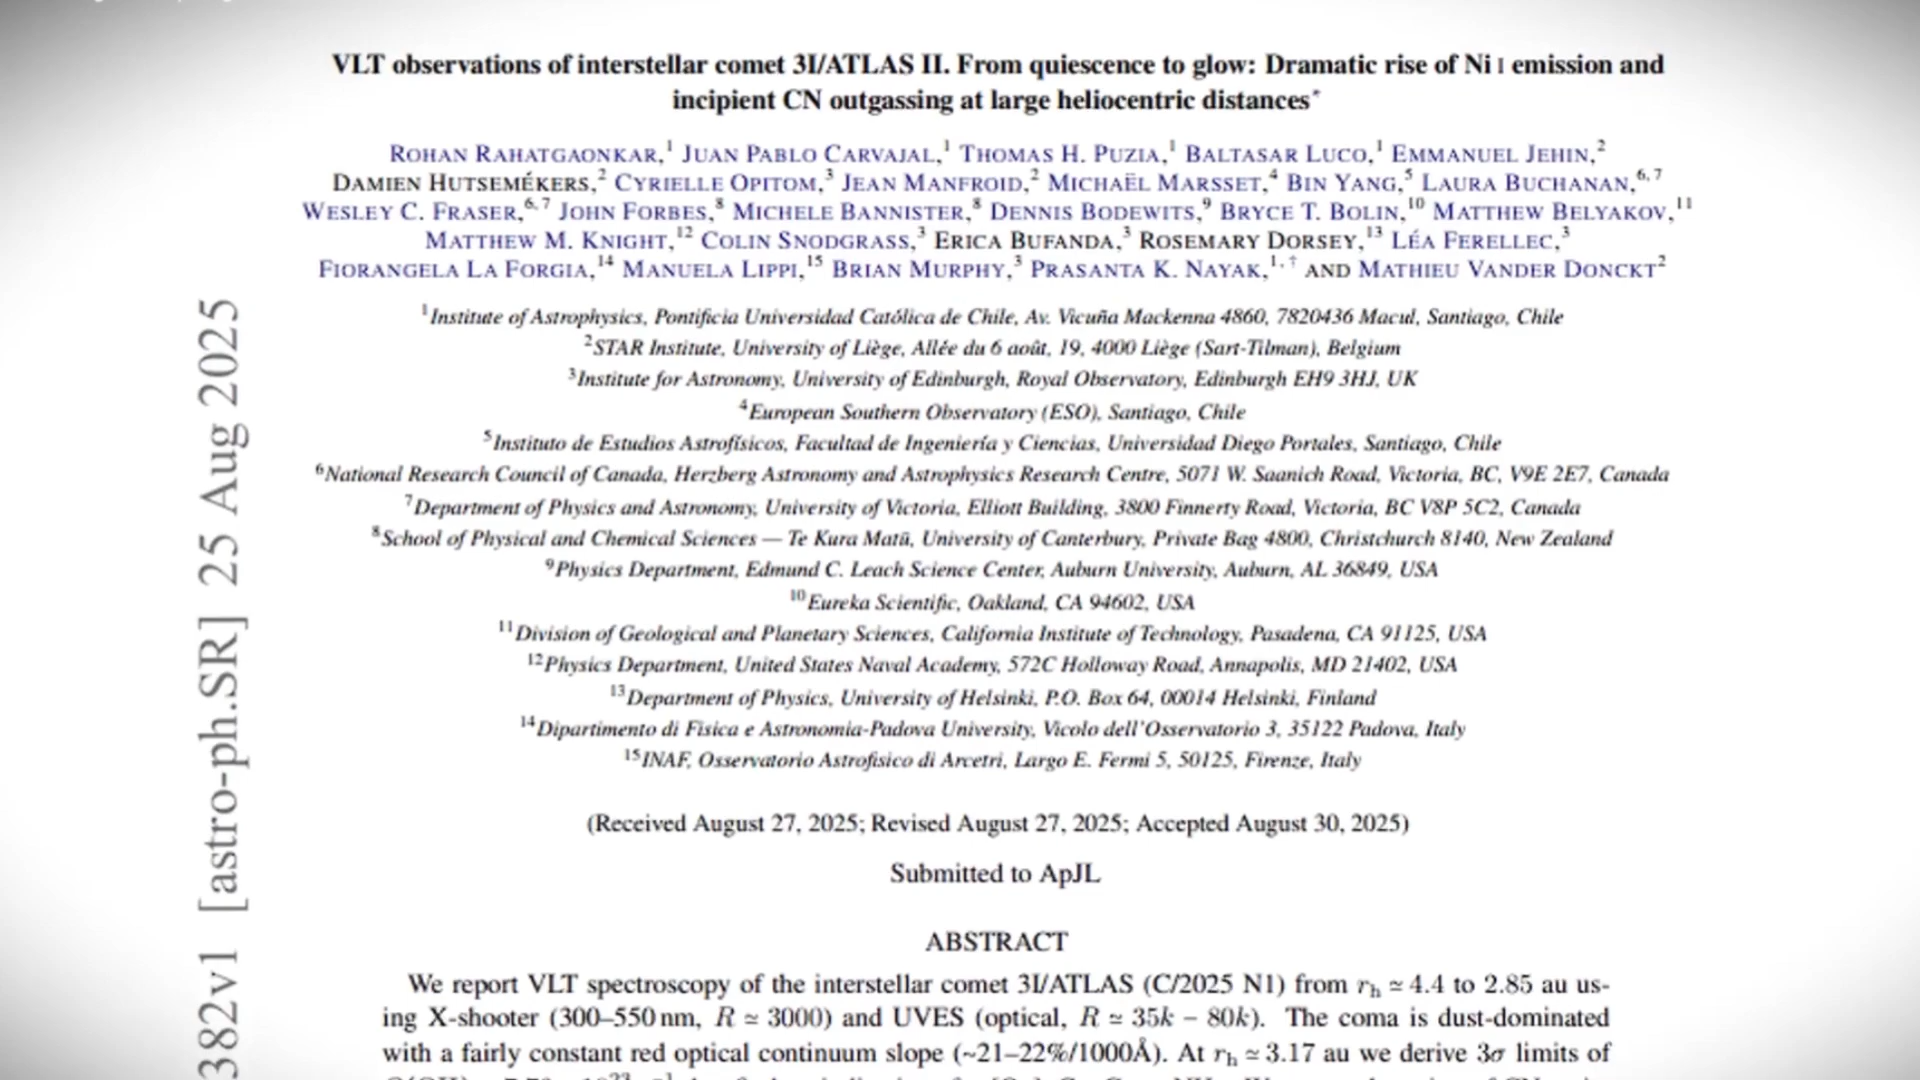 VLT observations of interstellar comet 3I/ATLAS II. From quiescence to glow: Dramatic rise of Ni I emission and
incipient CN outgassing at large heliocentric distances*
ROHAN RAHATGAONKAR,1 JUAN PABLO CARVAJAL,1 THOMAS H. PUZIA,1 BALTASAR LUCO,1 EMMANUEL JEHIN,2
DAMIEN HUTSEMÉKERS,2 CYRIELLE OPITOM,3 JEAN MANFROID,2 MICHAËL MARSSET,4 BIN YANG,5 LAURA BUCHANAN,6,7
WESLEY C. FRASER,6,7 JOHN FORBES,8 MICHELE BANNISTER,8 DENNIS BODEWITS,9 BRYCE T. BOLIN,10 MATTHEW BELYAKOV,11
MATTHEW M. KNIGHT,12 COLIN SNODGRASS,3 ERICA BUFANDA,3 ROSEMARY DORSEY,13 LÉA FERELLEC,3
FIORANGELA LA FORGIA,14 MANUELA LIPPI,15 BRIAN MURPHY,3 PRASANTA K. NAYAK,1,† AND MATHIEU VANDER DONCKT2
1Institute of Astrophysics, Pontificia Universidad Católica de Chile, Av. Vicuña Mackenna 4860, 7820436 Macul, Santiago, Chile
2STAR Institute, University of Liège, Allée du 6 août, 19, 4000 Liège (Sart-Tilman), Belgium
3Institute for Astronomy, University of Edinburgh, Royal Observatory, Edinburgh EH9 3HJ, UK
4European Southern Observatory (ESO), Santiago, Chile
5Instituto de Estudios Astrofísicos, Facultad de Ingeniería y Ciencias, Universidad Diego Portales, Santiago, Chile
6National Research Council of Canada, Herzberg Astronomy and Astrophysics Research Centre, 5071 W. Saanich Road, Victoria, BC, V9E 2E7, Canada
7Department of Physics and Astronomy, University of Victoria, Elliott Building, 3800 Finnerty Road, Victoria, BC V8P 5C2, Canada
8School of Physical and Chemical Sciences — Te Kura Matū, University of Canterbury, Private Bag 4800, Christchurch 8140, New Zealand
9Physics Department, Edmund C. Leach Science Center, Auburn University, Auburn, AL 36849, USA
10Eureka Scientific, Oakland, CA 94602, USA
11Division of Geological and Planetary Sciences, California Institute of Technology, Pasadena, CA 91125, USA
12Physics Department, United States Naval Academy, 572C Holloway Road, Annapolis, MD 21402, USA
13Department of Physics, University of Helsinki, P.O. Box 64, 00014 Helsinki, Finland
14Dipartimento di Fisica e Astronomia-Padova University, Vicolo dell'Osservatorio 3, 35122 Padova, Italy
15INAF, Osservatorio Astrofisico di Arcetri, Largo E. Fermi 5, 50125, Firenze, Italy
(Received August 27, 2025; Revised August 27, 2025; Accepted August 30, 2025)
Submitted to ApJL
ABSTRACT
We report VLT spectroscopy of the interstellar comet 3I/ATLAS (C/2025 N1) from rh ≃ 4.4 to 2.85 au us-
ing X-shooter (300–550 nm, R ≃ 3000) and UVES (optical, R ≃ 35k − 80k). The coma is dust-dominated
with a fairly constant red optical continuum slope (~21–22%/1000Å). At rh ≃ 3.17 au we derive 3σ limits of
382v1 [astro-ph.SR] 25 Aug 2025